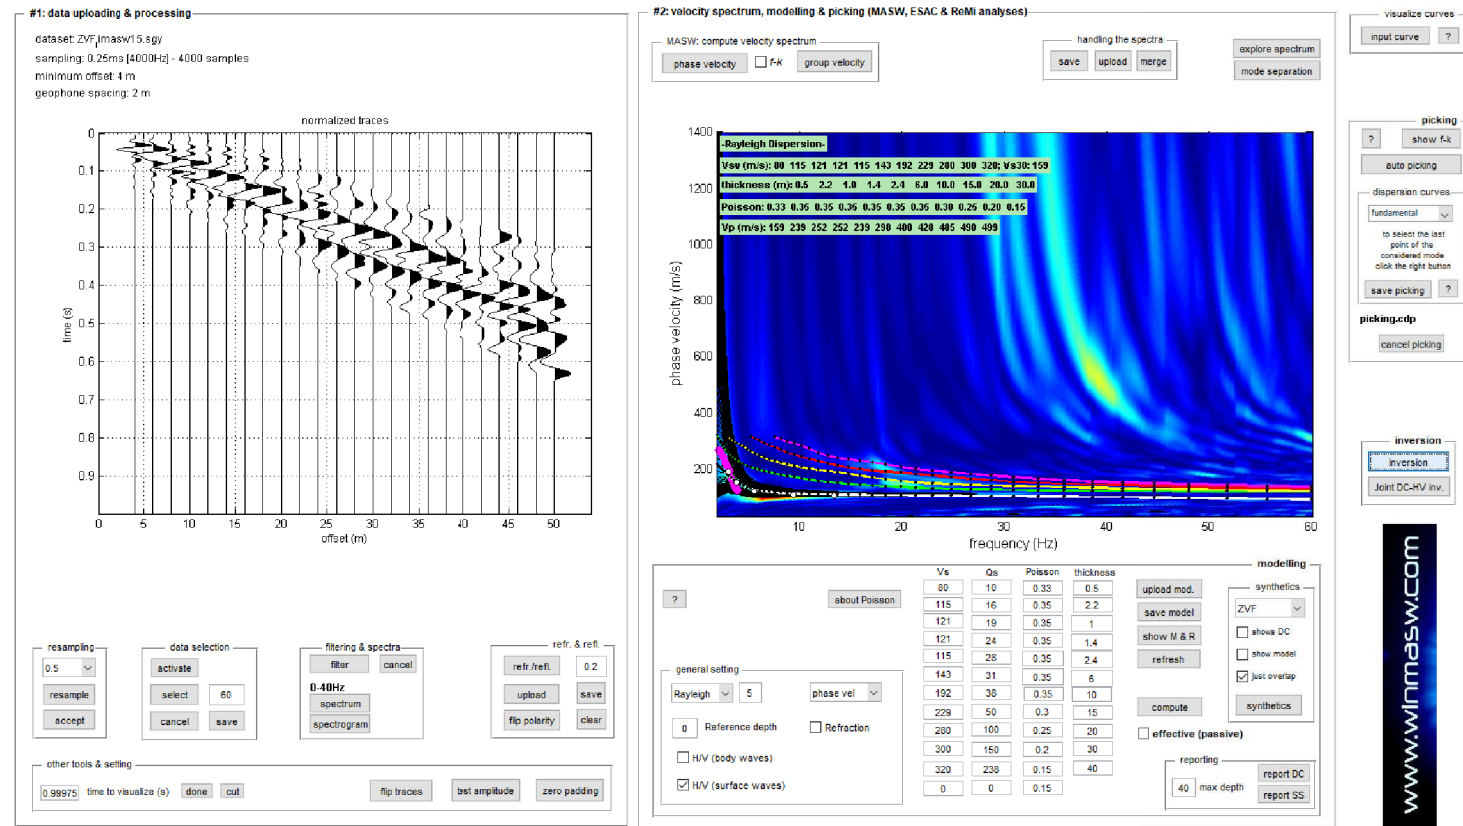 #1: data uploading & processing
dataset: ZVF_imasw15.sgy
sampling: 0.25ms [4000Hz] - 4000 samples
minimum offset: 4 m
geophone spacing: 2 m
normalized traces
0
0.1
0.2
0.3
0.4
0.5
0.6
0.7
0.8
0.9
time (s)
0 5 10 15 20 25 30 35 40 45 50
offset (m)
resampling
0.5
resample
accept
data selection
activate
select 60
cancel save
filtering & spectra
filter cancel
0-40Hz
spectrum
spectrogram
refr. & refl.
refr./refl. 0.2
upload save
flip polarity clear
other tools & setting
0.99975 time to visualize (s) done cut flip traces test amplitude zero padding
#2: velocity spectrum, modelling & picking (MASW, ESAC & ReMi analyses)
MASW: compute velocity spectrum
phase velocity f-k group velocity
handling the spectra
save upload merge
explore spectrum
mode separation
-Rayleigh Dispersion-
Vsv (m/s): 80 115 121 121 115 143 192 229 280 300 320; Vs30: 159
thickness (m): 0.5 2.2 1.0 1.4 2.4 6.0 10.0 15.0 20.0 30.0
Poisson: 0.33 0.35 0.35 0.35 0.35 0.35 0.35 0.30 0.25 0.20 0.15
Vp (m/s): 159 239 252 252 239 298 400 428 485 490 499
1400
1200
1000
800
600
400
200
phase velocity (m/s)
10 20 30 40 50 60
frequency (Hz)
modelling
?
about Poisson
general setting
Rayleigh 5 phase vel
0 Reference depth Refraction
H/V (body waves)
H/V (surface waves)
Vs Qs Poisson thickness
80 10 0.33 0.5
115 16 0.35 2.2
121 19 0.35 1
121 24 0.35 1.4
115 28 0.35 2.4
143 31 0.35 6
192 38 0.35 10
229 50 0.3 15
280 100 0.25 20
300 150 0.2 30
320 238 0.15 40
0 0 0.15
upload mod.
save model
show M & R
refresh
compute
effective (passive)
synthetics
ZVF
shows DC
show model
just overlap
synthetics
reporting
40 max depth
report DC
report SS
visualize curves
input curve ?
picking
? show f-k
auto picking
dispersion curves
fundamental
to select the last
point of the
considered mode
click the right button
save picking ?
picking.cdp
cancel picking
inversion
inversion
Joint DC-HV inv.
www.winmasw.com